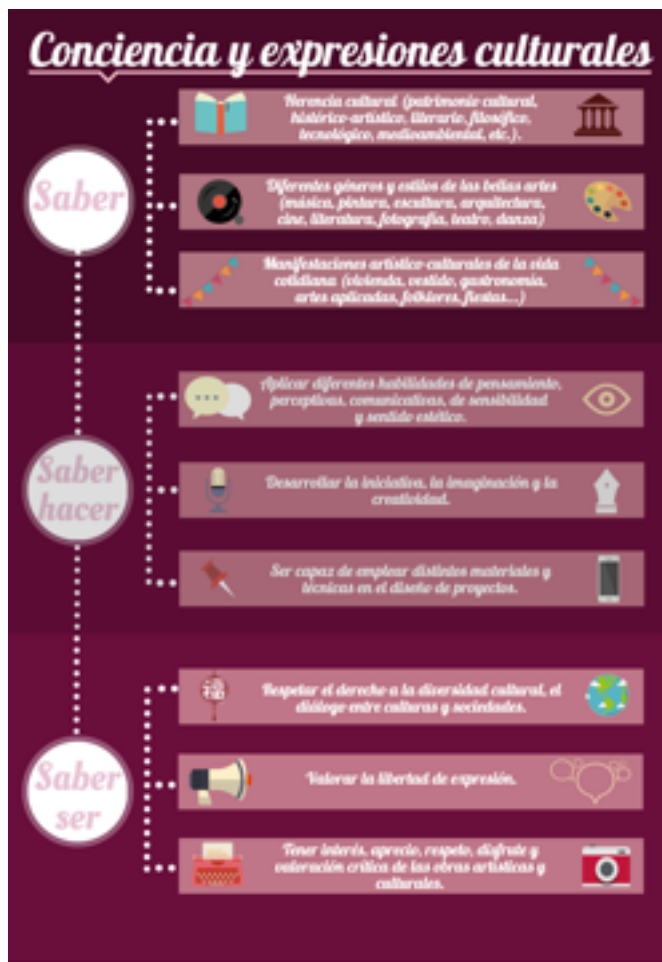 Conciencia y expresiones culturales
Saber
Herencia cultural (patrimonio cultural,
histórico-artístico, literario, filosófico,
tecnológico, medioambiental, etc.).
Diferentes géneros y estilos de las bellas artes
(música, pintura, escultura, arquitectura,
cine, literatura, fotografía, teatro, danza)
Manifestaciones artístico-culturales de la vida
cotidiana (vivienda, vestido, gastronomía,
artes aplicadas, folklores, fiestas...)
Saber
hacer
Aplicar diferentes habilidades de pensamiento,
perceptivas, comunicativas, de sensibilidad
y sentido estético.
Desarrollar la iniciativa, la imaginación y la
creatividad.
Ser capaz de emplear distintos materiales y
técnicas en el diseño de proyectos.
Saber
ser
福
Respetar el derecho a la diversidad cultural, el
diálogo entre culturas y sociedades.
Valorar la libertad de expresión.
Tener interés, aprecio, respeto, disfrute y
valoración crítica de las obras artísticas y
culturales.